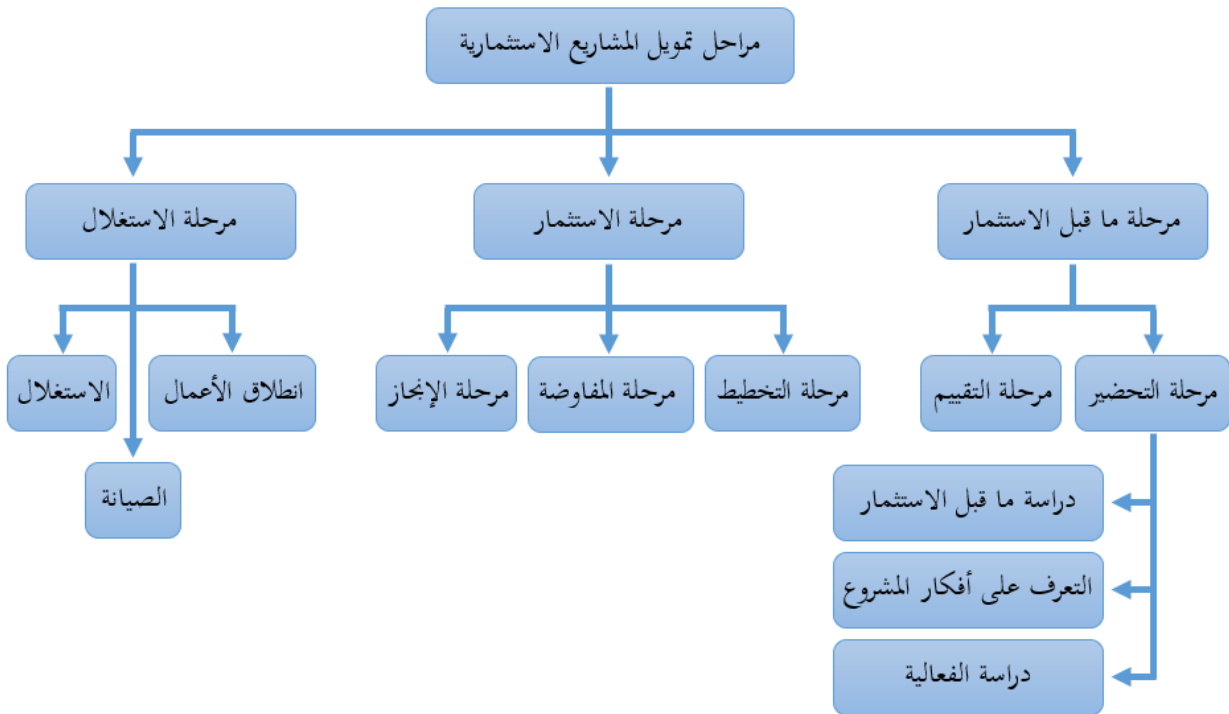 مراحل تمويل المشاريع الاستثمارية
مرحلة ما قبل الاستثمار
مرحلة الاستثمار
مرحلة الاستغلال
مرحلة التحضير
مرحلة التقييم
مرحلة التخطيط
مرحلة المفاوضة
مرحلة الإنجاز
انطلاق الأعمال
الاستغلال
الصيانة
دراسة ما قبل الاستثمار
التعرف على أفكار المشروع
دراسة الفعالية